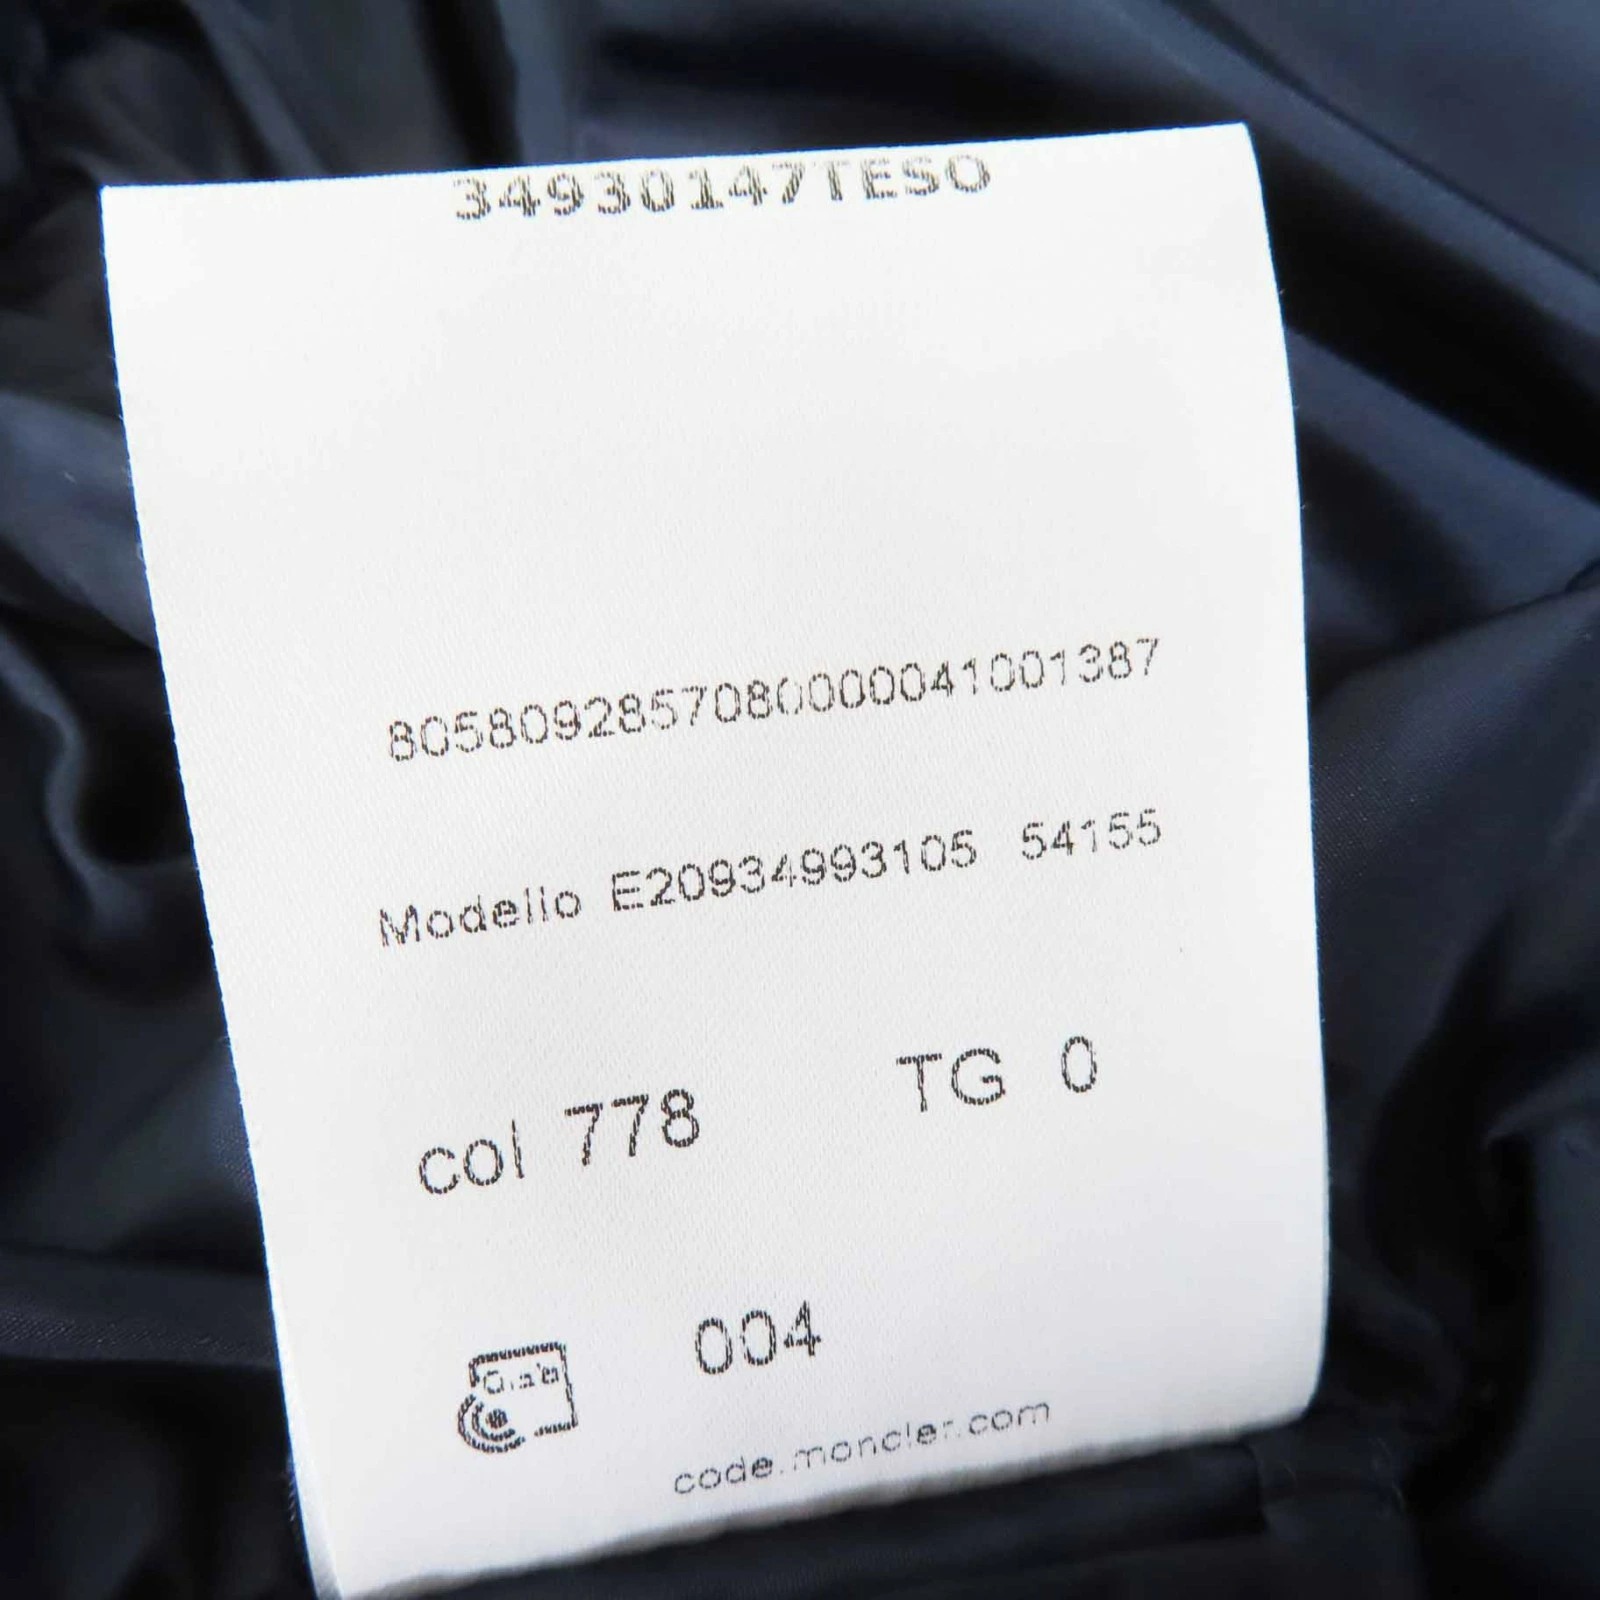 34930147TESO
8058092857080000041001387
Modello E20934993105 54155
col 778 TG 0
004
code.moncler.com